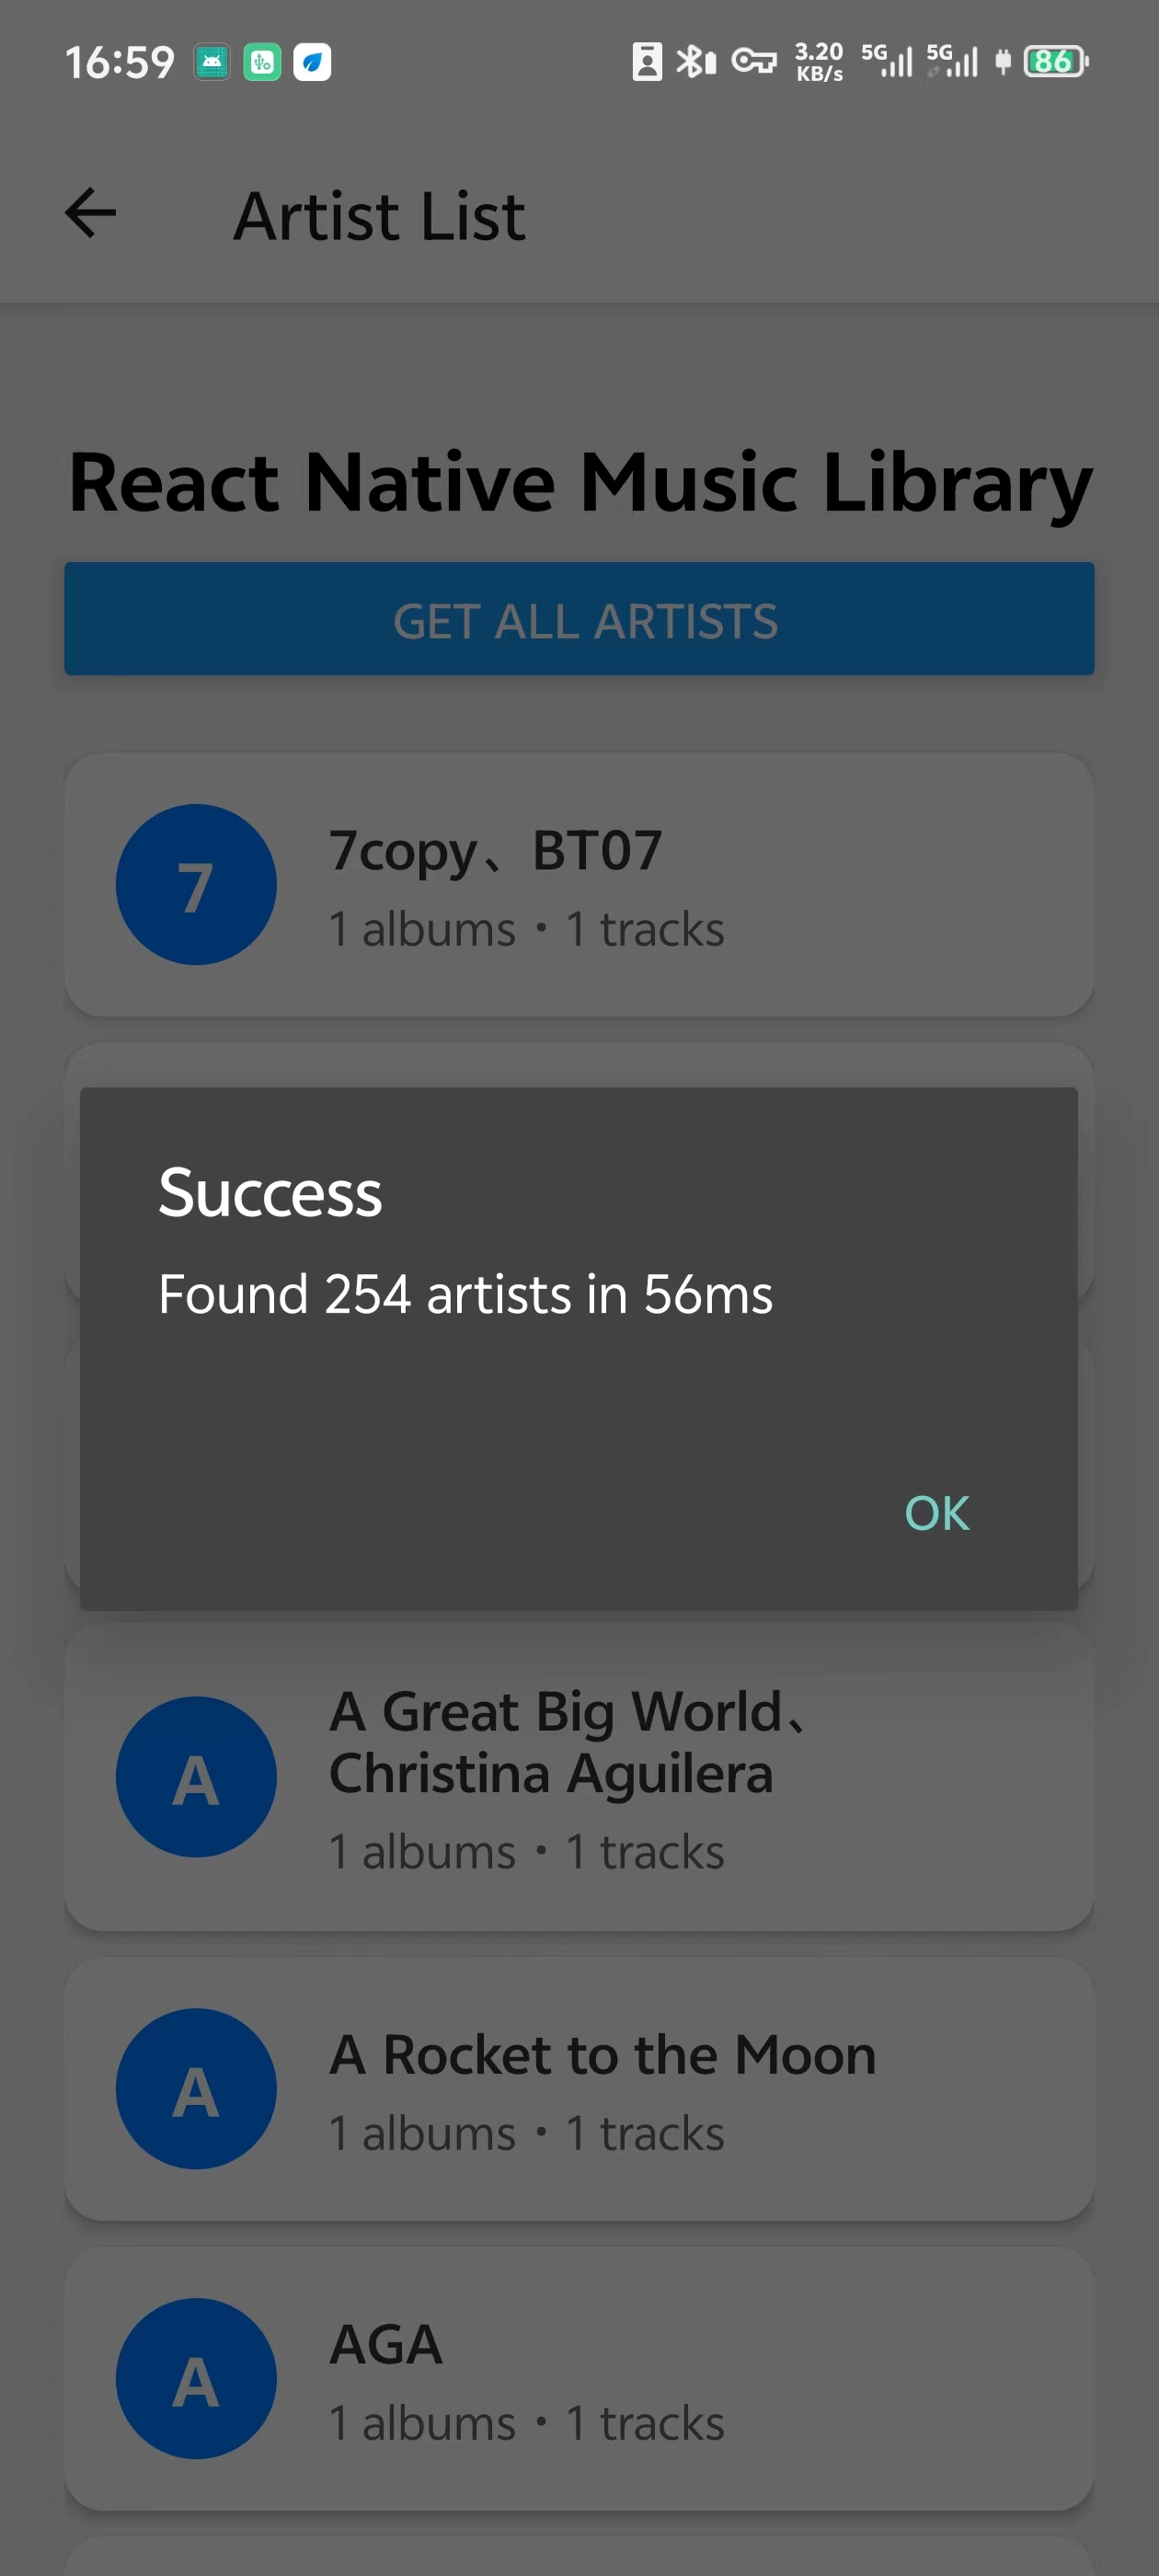 16:59
3.20
KB/s
5G
5G
86
Artist List
React Native Music Library
GET ALL ARTISTS
7
7copy、BT07
1 albums • 1 tracks
Success
Found 254 artists in 56ms
OK
A
A Great Big World、
Christina Aguilera
1 albums • 1 tracks
A
A Rocket to the Moon
1 albums • 1 tracks
A
AGA
1 albums • 1 tracks